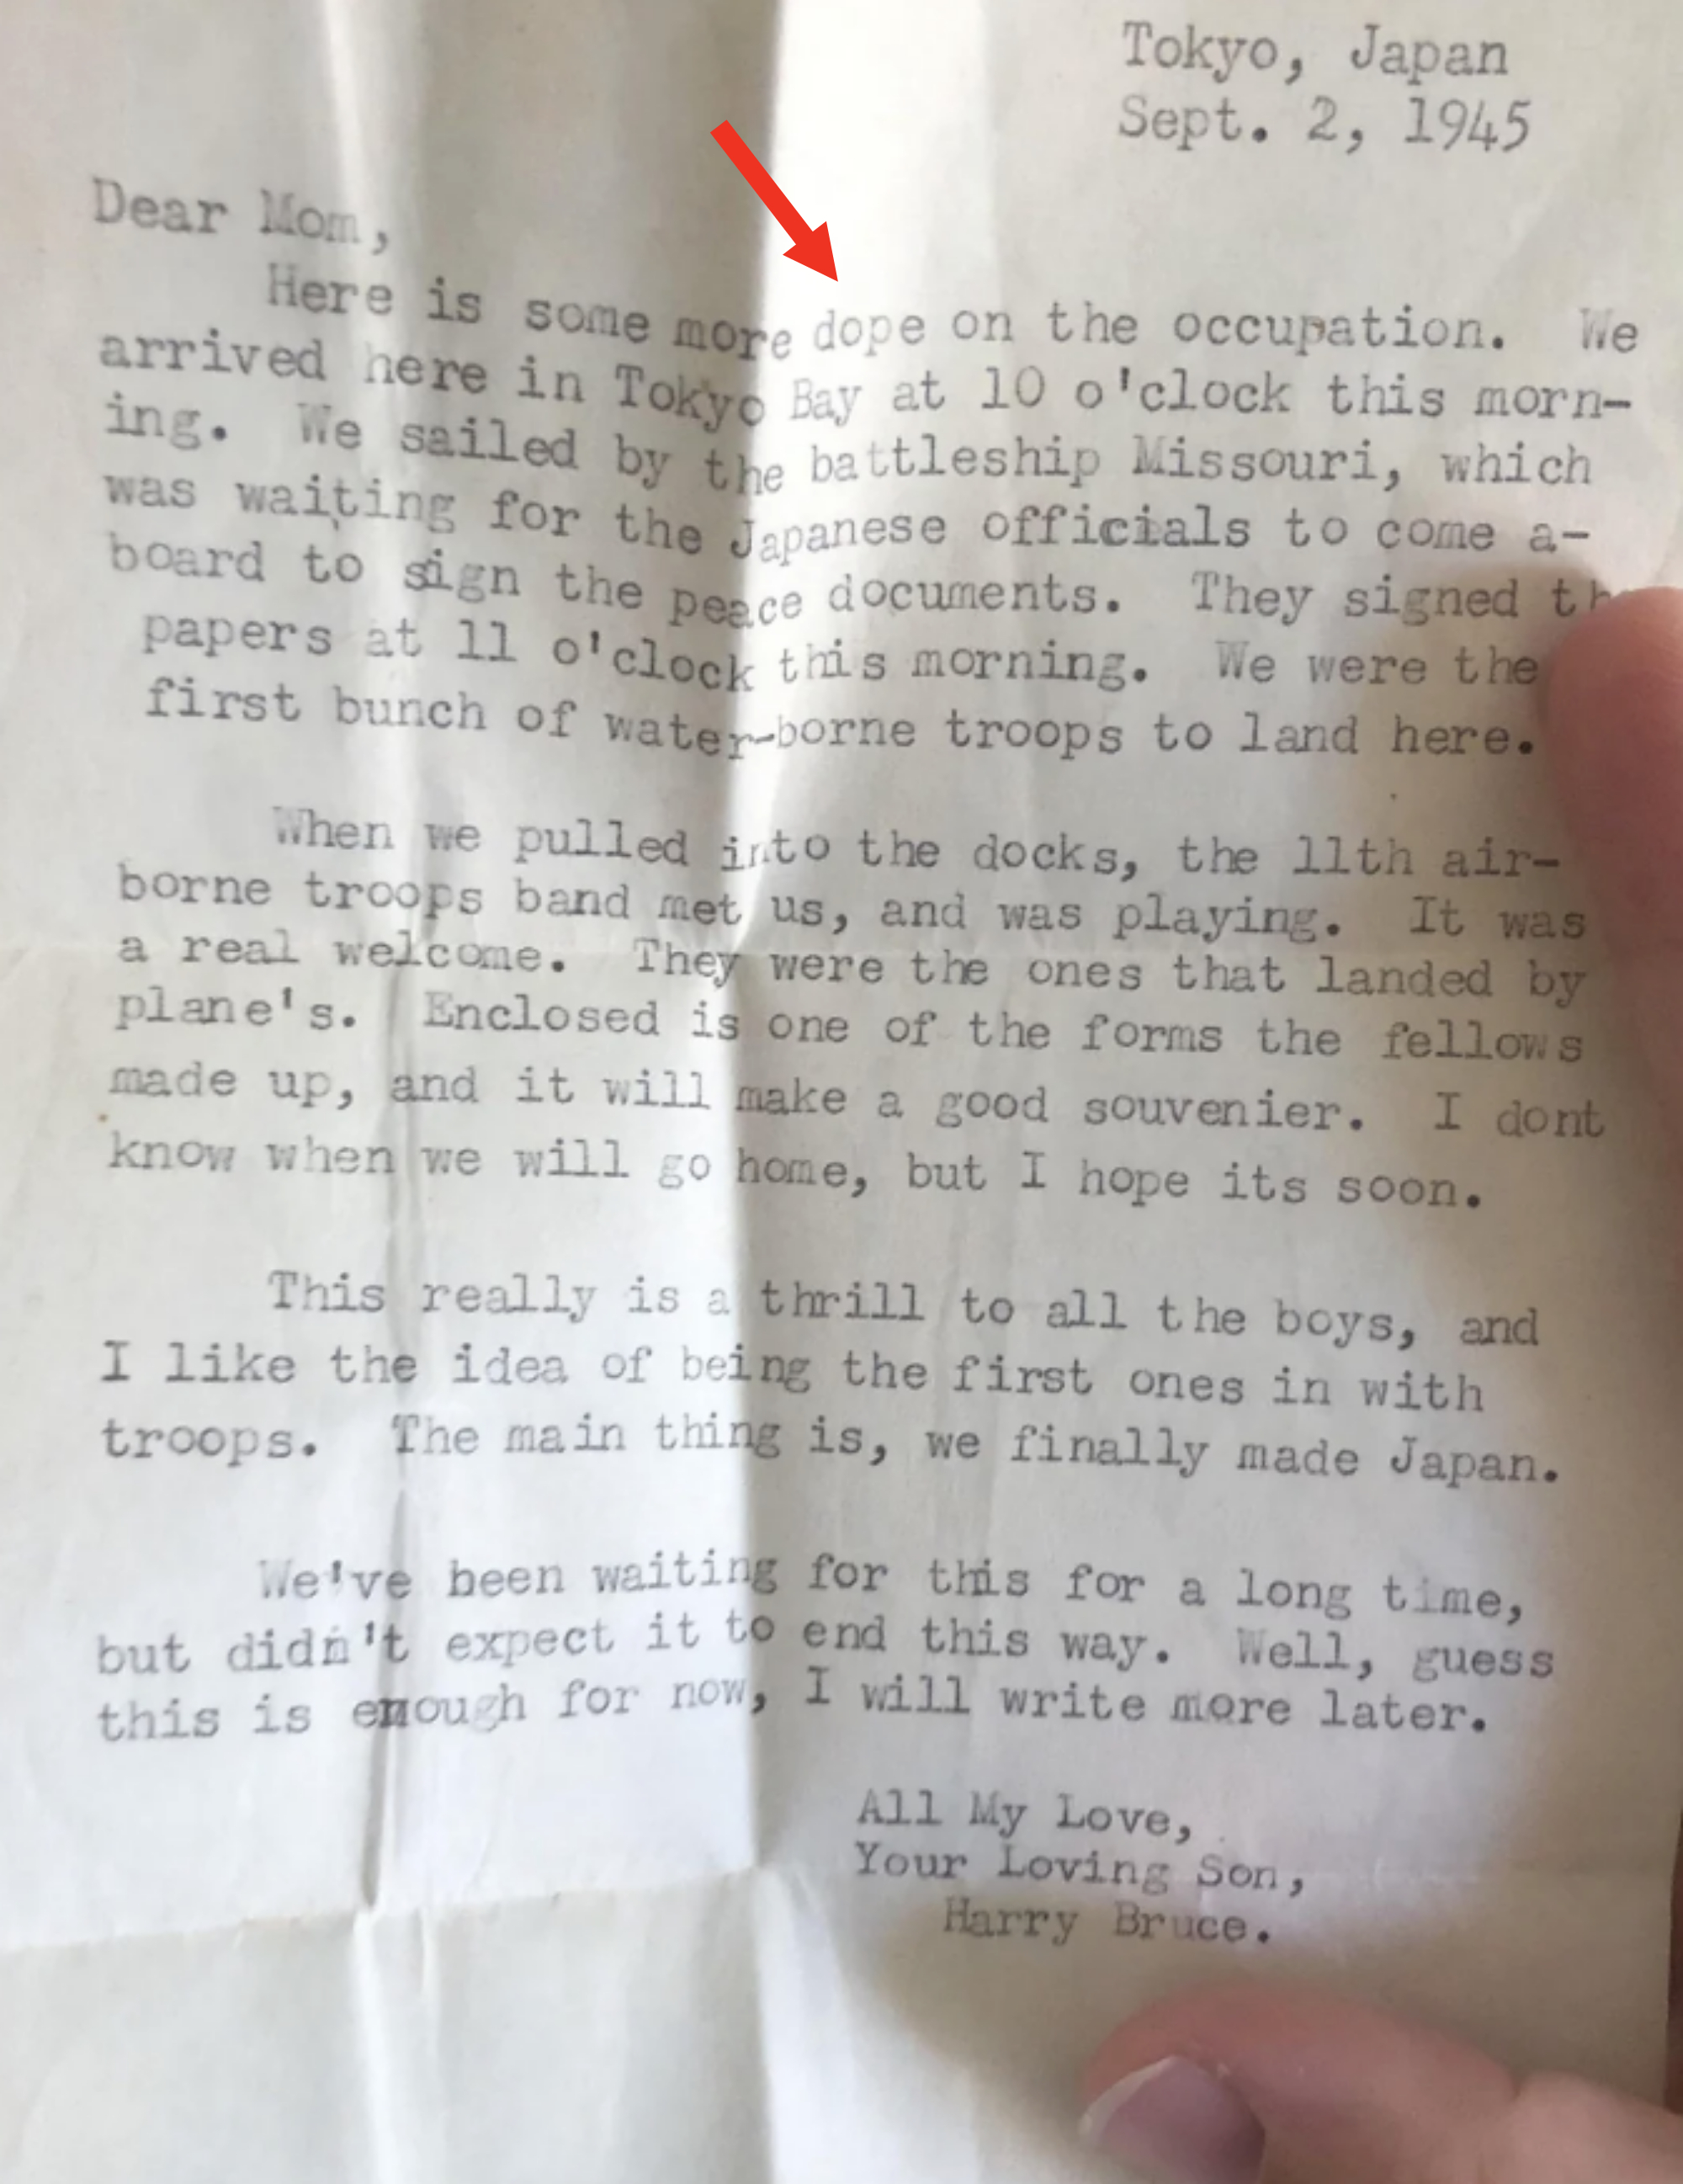 Tokyo, Japan
Sept. 2, 1945
Dear Mom,
Here is some more dope on the occupation. We
arrived here in Tokyo Bay at 10 o'clock this morn-
ing. We sailed by the battleship Missouri, which
was waiting for the Japanese officials to come a-
board to sign the peace documents. They signed
papers at 11 o'clock this morning. We were the
first bunch of water-borne troops to land here.
When we pulled into the docks, the 11th air-
borne troops band met us, and was playing. It was
a real welcome. They were the ones that landed by
plane's. Enclosed is one of the forms the fellows
made up, and it will make a good souvenier. I dont
know when we will go home, but I hope its soon.
This really is a thrill to all the boys, and
I like the idea of being the first ones in with
troops. The main thing is, we finally made Japan.
We've been waiting for this for a long time,
but didn't expect it to end this way. Well, guess
this is enough for now, I will write more later.
All My Love,
Your Loving Son,
Harry Bruce.